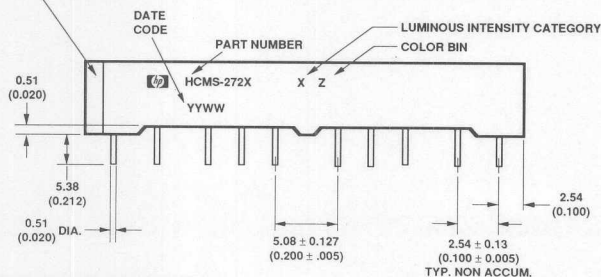 DATE
CODE
PART NUMBER
LUMINOUS INTENSITY CATEGORY
COLOR BIN
hp HCMS-272X X Z
YYWW
0.51
(0.020)
5.38
(0.212)
0.51
(0.020) DIA.
5.08 ± 0.127
(0.200 ± .005)
2.54 ± 0.13
(0.100 ± 0.005)
TYP. NON ACCUM.
2.54
(0.100)